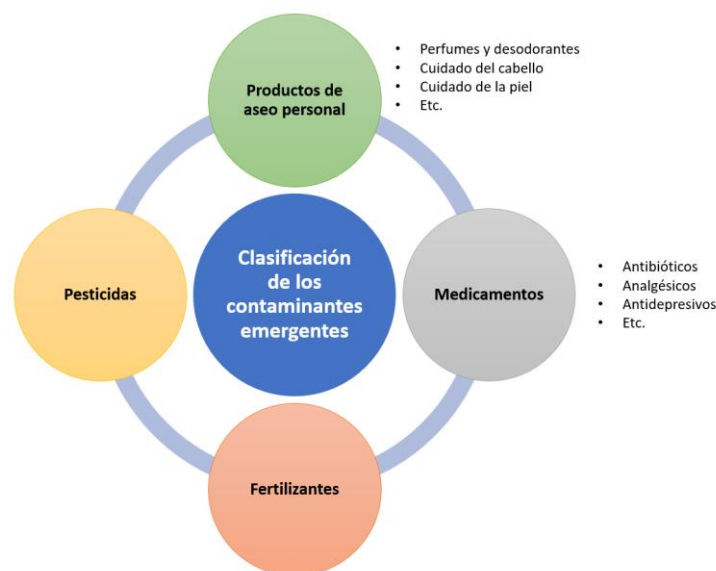 Productos de
aseo personal
• Perfumes y desodorantes
• Cuidado del cabello
• Cuidado de la piel
• Etc.
Clasificación
de los
contaminantes
emergentes
Pesticidas
Medicamentos
• Antibióticos
• Analgésicos
• Antidepresivos
• Etc.
Fertilizantes